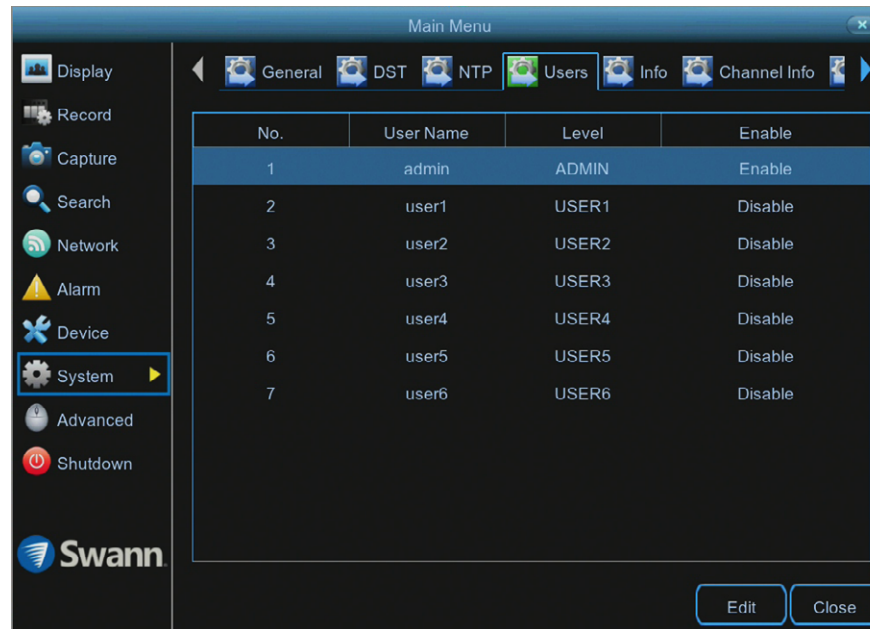 Main Menu
Display
Record
Capture
Search
Network
Alarm
Device
System
Advanced
Shutdown
Swann
General DST NTP Users Info Channel Info
No. User Name Level Enable
1 admin ADMIN Enable
2 user1 USER1 Disable
3 user2 USER2 Disable
4 user3 USER3 Disable
5 user4 USER4 Disable
6 user5 USER5 Disable
7 user6 USER6 Disable
Edit Close